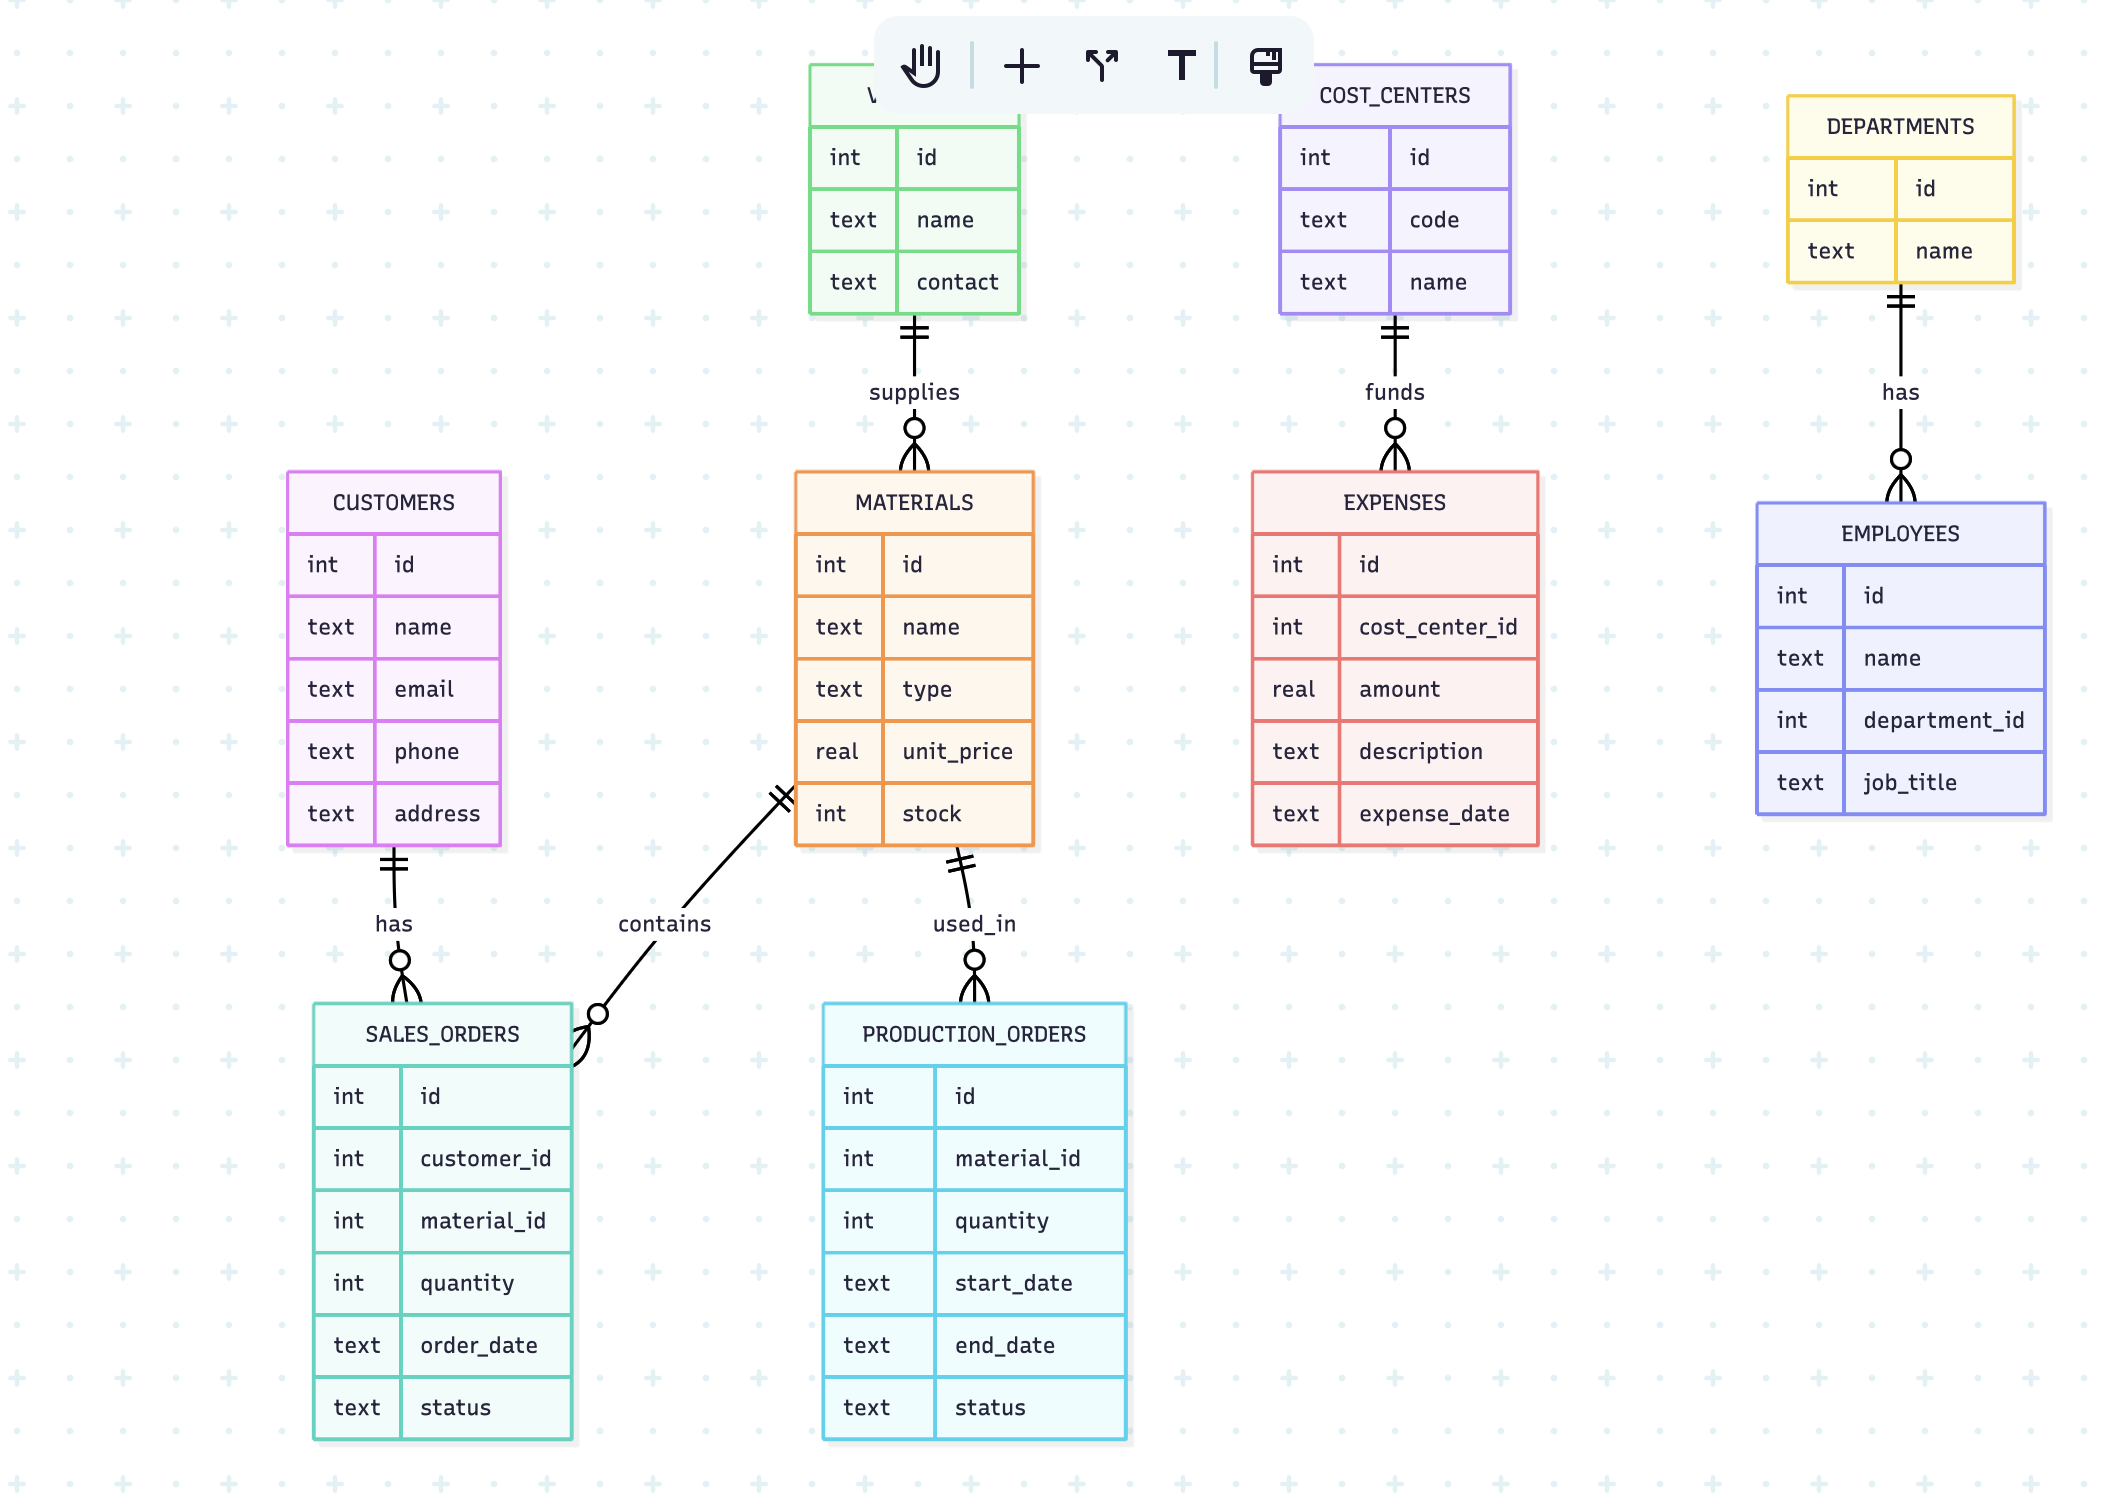 COST_CENTERS
int id
text name
text contact
int id
text code
text name
DEPARTMENTS
int id
text name
supplies
funds
has
CUSTOMERS
int id
text name
text email
text phone
text address
MATERIALS
int id
text name
text type
real unit_price
int stock
EXPENSES
int id
int cost_center_id
real amount
text description
text expense_date
EMPLOYEES
int id
text name
int department_id
text job_title
has
contains
used_in
SALES_ORDERS
int id
int customer_id
int material_id
int quantity
text order_date
text status
PRODUCTION_ORDERS
int id
int material_id
int quantity
text start_date
text end_date
text status